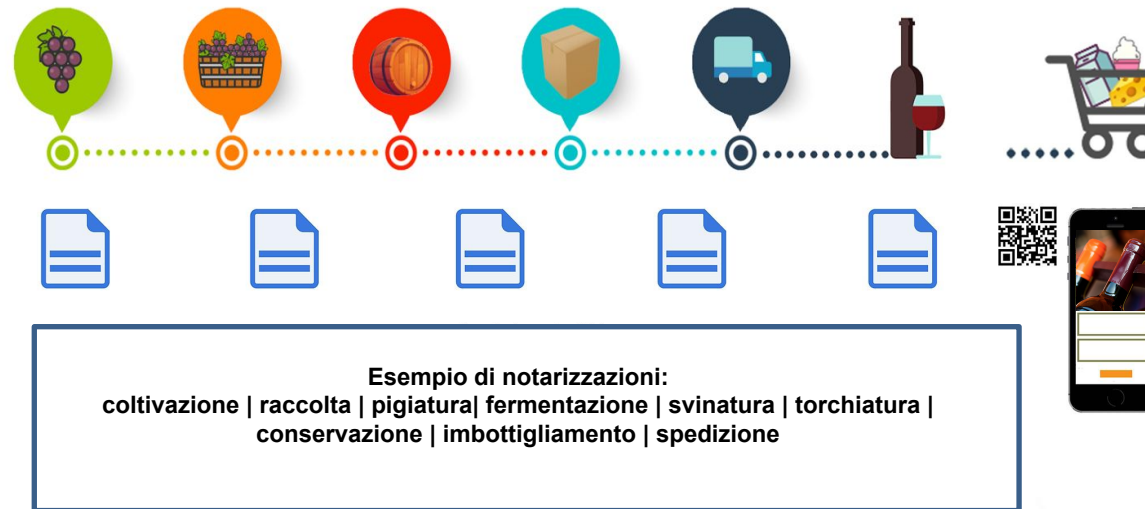 Esempio di notarizzazioni:
coltivazione | raccolta | pigiatura| fermentazione | svinatura | torchiatura |
conservazione | imbottigliamento | spedizione